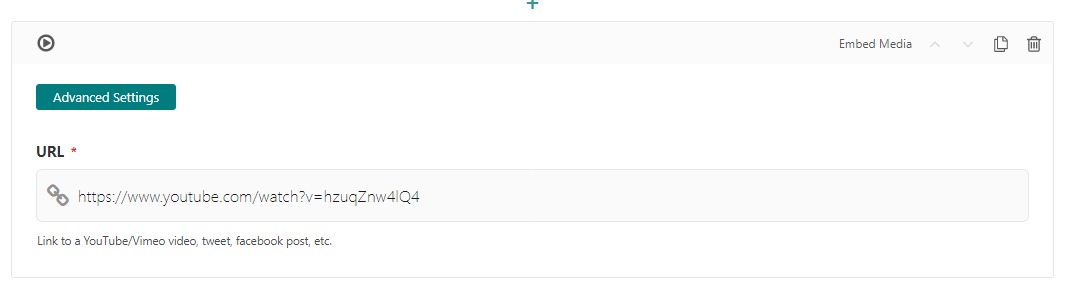 Embed Media
Advanced Settings
URL *
https://www.youtube.com/watch?v=hzuqZnw4lQ4
Link to a YouTube/Vimeo video, tweet, facebook post, etc.